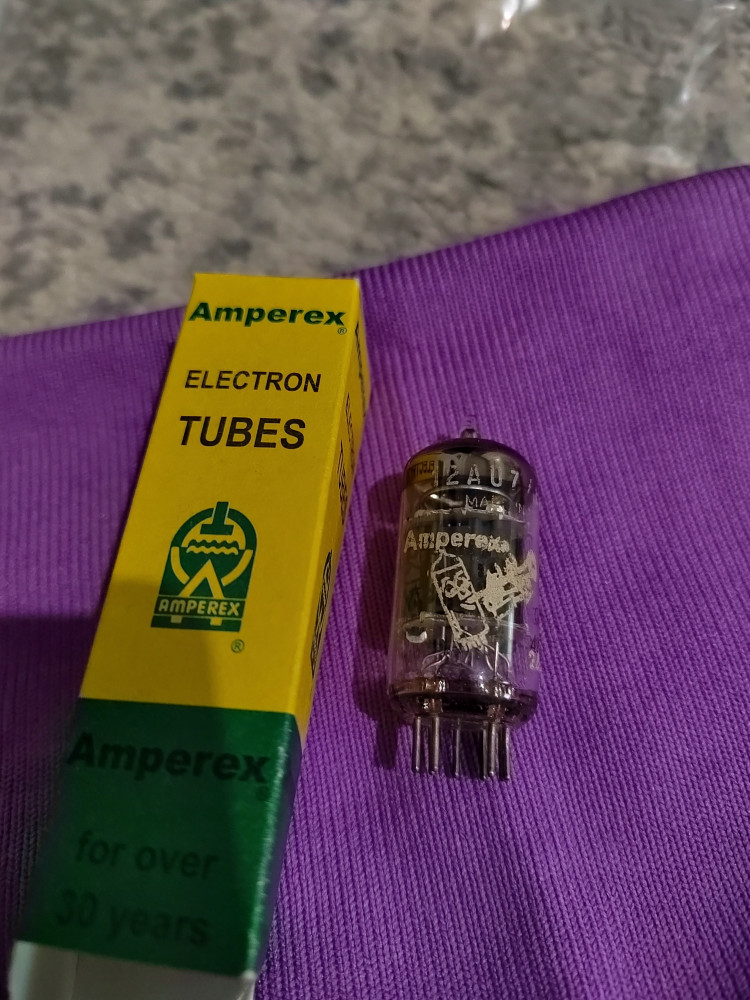 Amperex®
ELECTRON
TUBES
AMPEREX
®
Amperex
for over
30 years
12AU7
Amperex